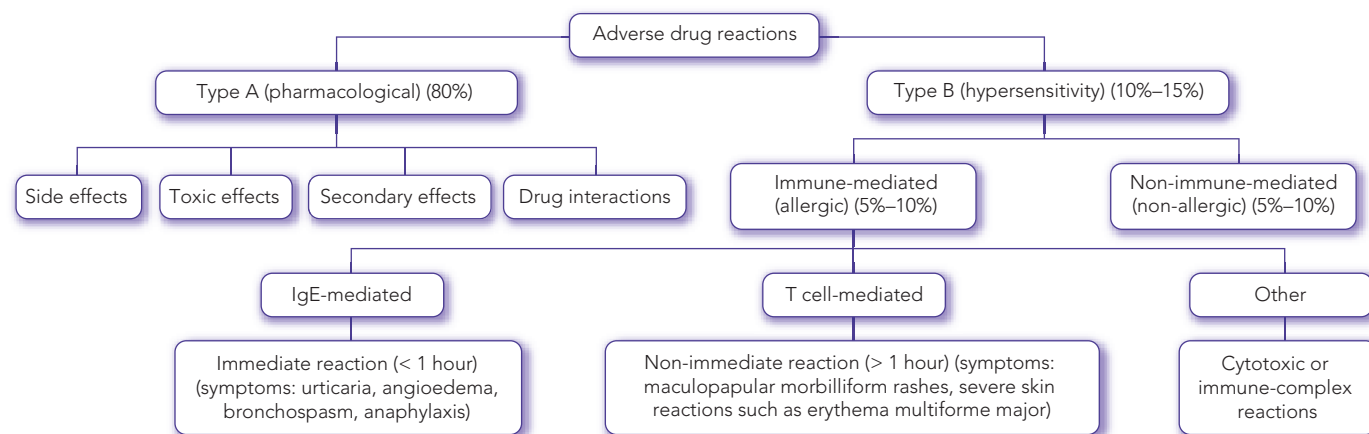 Adverse drug reactions
Type A (pharmacological) (80%)
Type B (hypersensitivity) (10%–15%)
Side effects
Toxic effects
Secondary effects
Drug interactions
Immune-mediated
(allergic) (5%–10%)
Non-immune-mediated
(non-allergic) (5%–10%)
IgE-mediated
T cell-mediated
Other
Immediate reaction (< 1 hour)
(symptoms: urticaria, angioedema,
bronchospasm, anaphylaxis)
Non-immediate reaction (> 1 hour) (symptoms:
maculopapular morbilliform rashes, severe skin
reactions such as erythema multiforme major)
Cytotoxic or
immune-complex
reactions